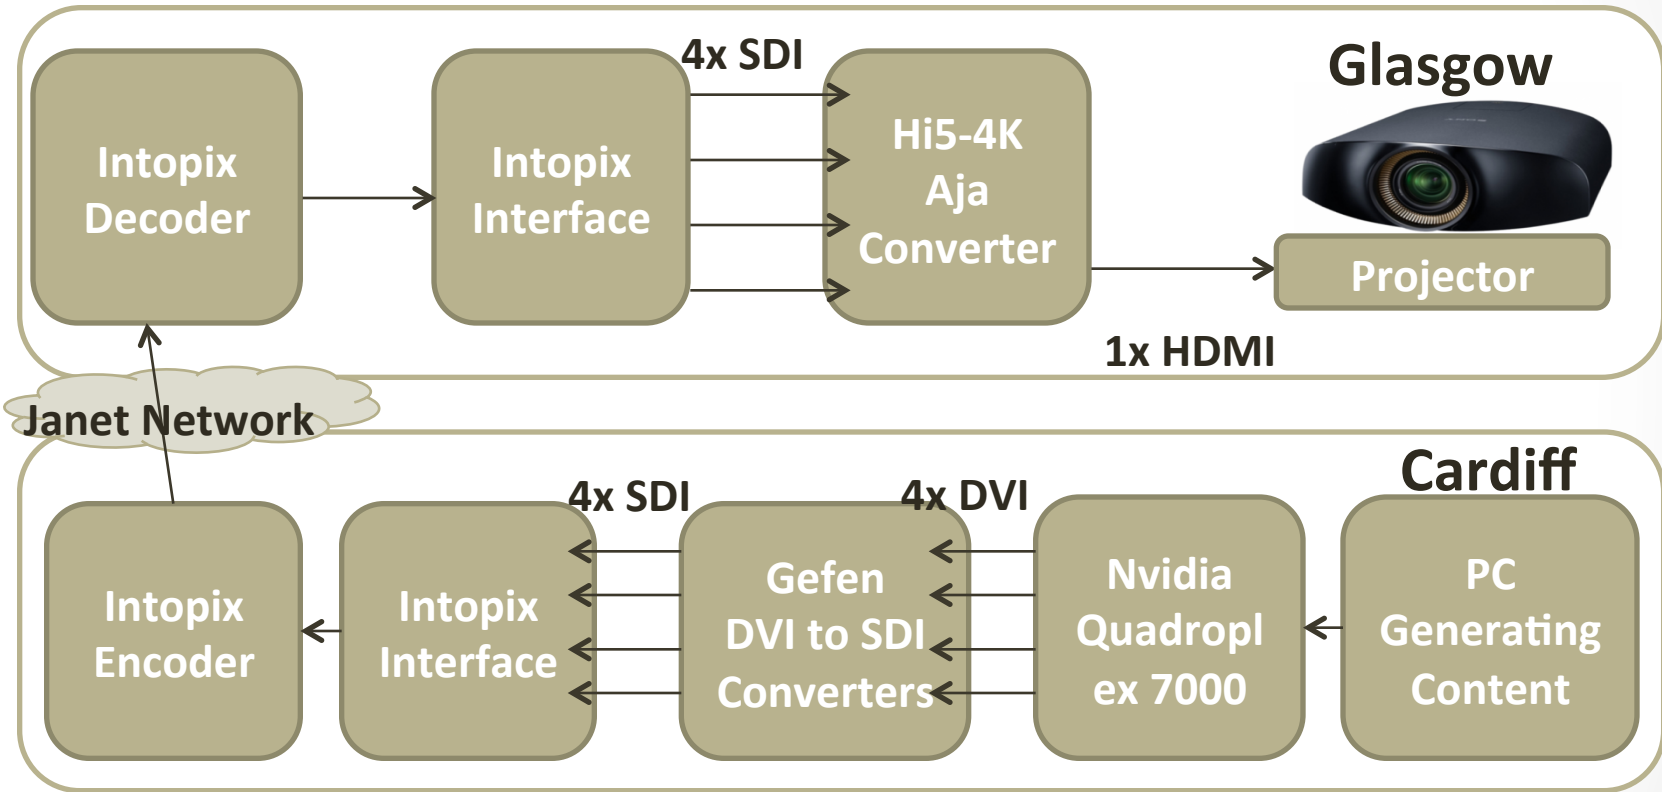 4x SDI
Glasgow
Intopix
Decoder
Intopix
Interface
Hi5-4K
Aja
Converter
SONY
Projector
1x HDMI
Janet Network
Cardiff
4x SDI
4x DVI
Intopix
Encoder
Intopix
Interface
Gefen
DVI to SDI
Converters
Nvidia
Quadropl
ex 7000
PC
Generating
Content